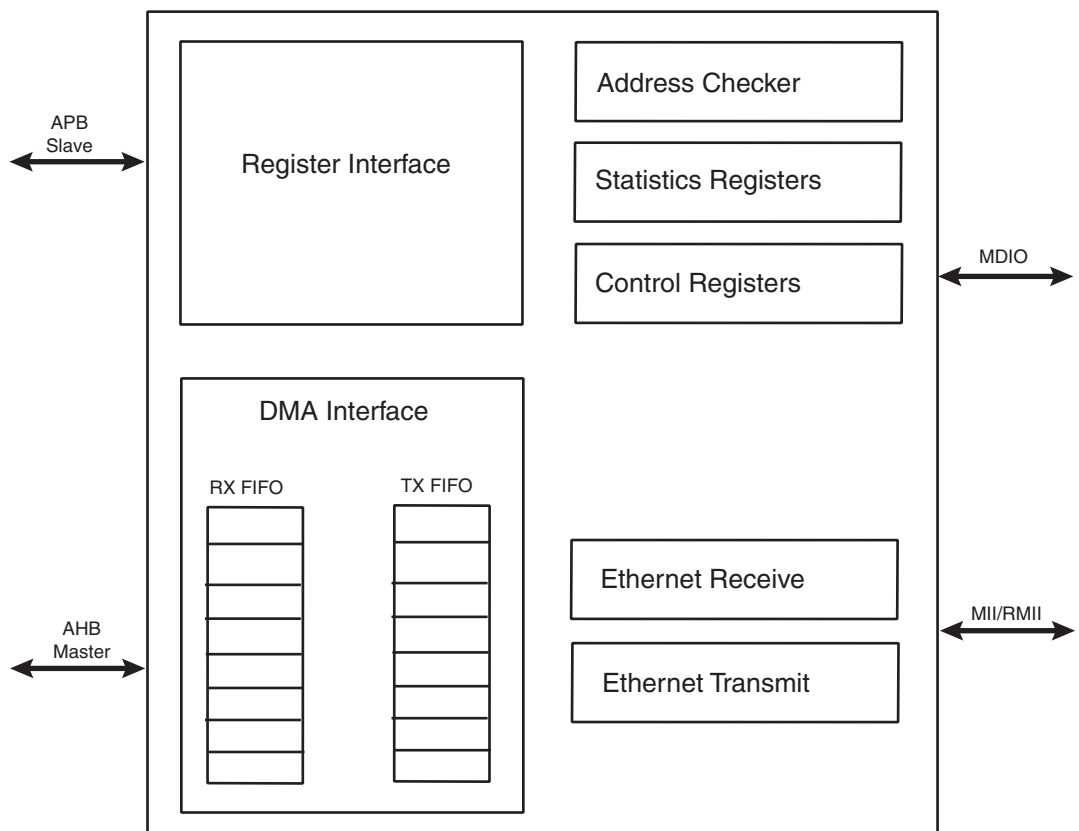 APB
Slave
Register Interface
Address Checker
Statistics Registers
Control Registers
MDIO
DMA Interface
RX FIFO
TX FIFO
AHB
Master
Ethernet Receive
Ethernet Transmit
MII/RMII